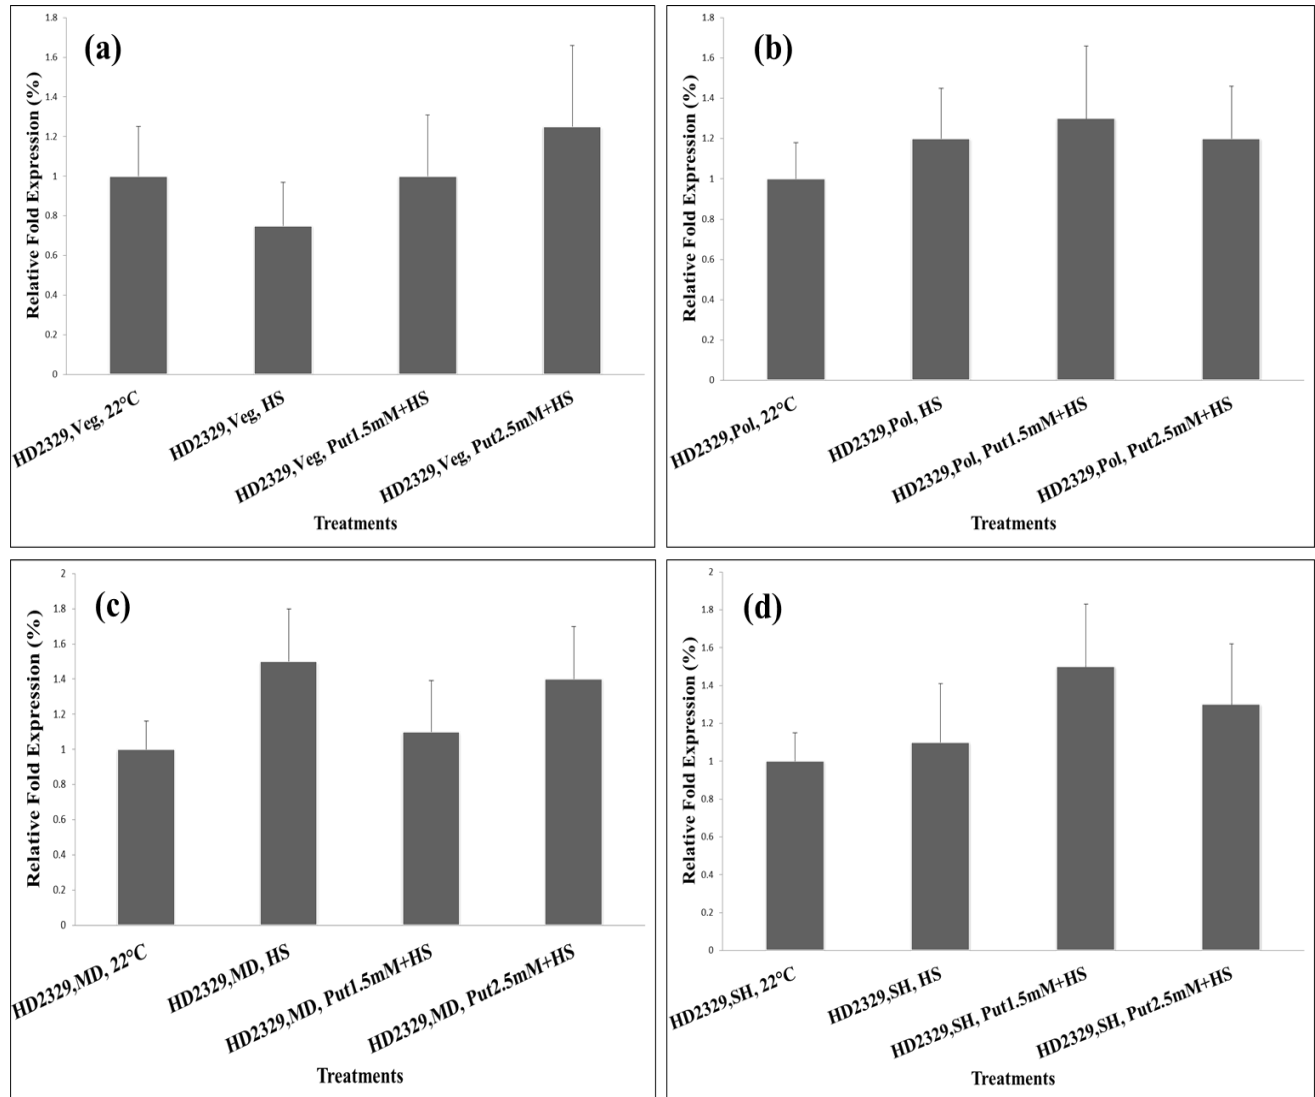 (a)
Relative Fold Expression (%)
1.8
1.6
1.4
1.2
1
0.8
0.6
0.4
0.2
0
HD2329,Veg, 22°C
HD2329,Veg, HS
HD2329,Veg, Put1.5mM+HS
HD2329,Veg, Put2.5mM+HS
Treatments
(b)
Relative Fold Expression (%)
1.8
1.6
1.4
1.2
1
0.8
0.6
0.4
0.2
0
HD2329,Pol, 22°C
HD2329,Pol, HS
HD2329,Pol, Put1.5mM+HS
HD2329,Pol, Put2.5mM+HS
Treatments
(c)
Relative Fold Expression (%)
2
1.8
1.6
1.4
1.2
1
0.8
0.6
0.4
0.2
0
HD2329,MD, 22°C
HD2329,MD, HS
HD2329,MD, Put1.5mM+HS
HD2329,MD, Put2.5mM+HS
Treatments
(d)
Relative Fold Expression (%)
2
1.8
1.6
1.4
1.2
1
0.8
0.6
0.4
0.2
0
HD2329,SH, 22°C
HD2329,SH, HS
HD2329,SH, Put1.5mM+HS
HD2329,SH, Put2.5mM+HS
Treatments